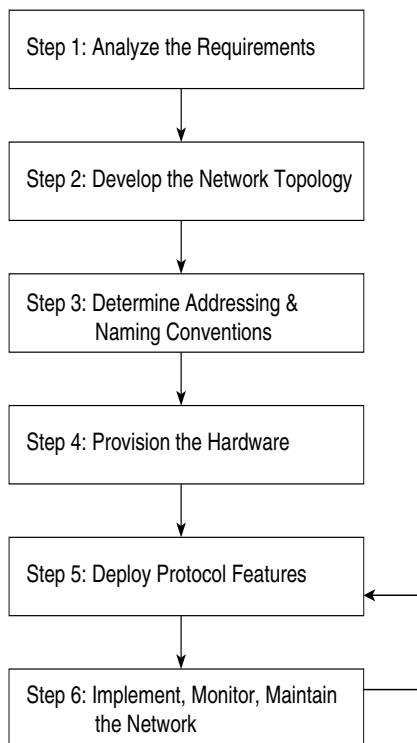 Step 1: Analyze the Requirements
Step 2: Develop the Network Topology
Step 3: Determine Addressing &
Naming Conventions
Step 4: Provision the Hardware
Step 5: Deploy Protocol Features
Step 6: Implement, Monitor, Maintain
the Network